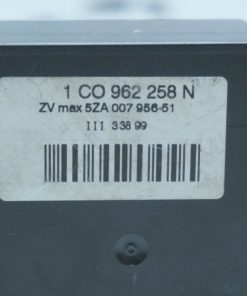 1 CO 962 258 N
ZV max 5ZA 007 956-51
III 338 99